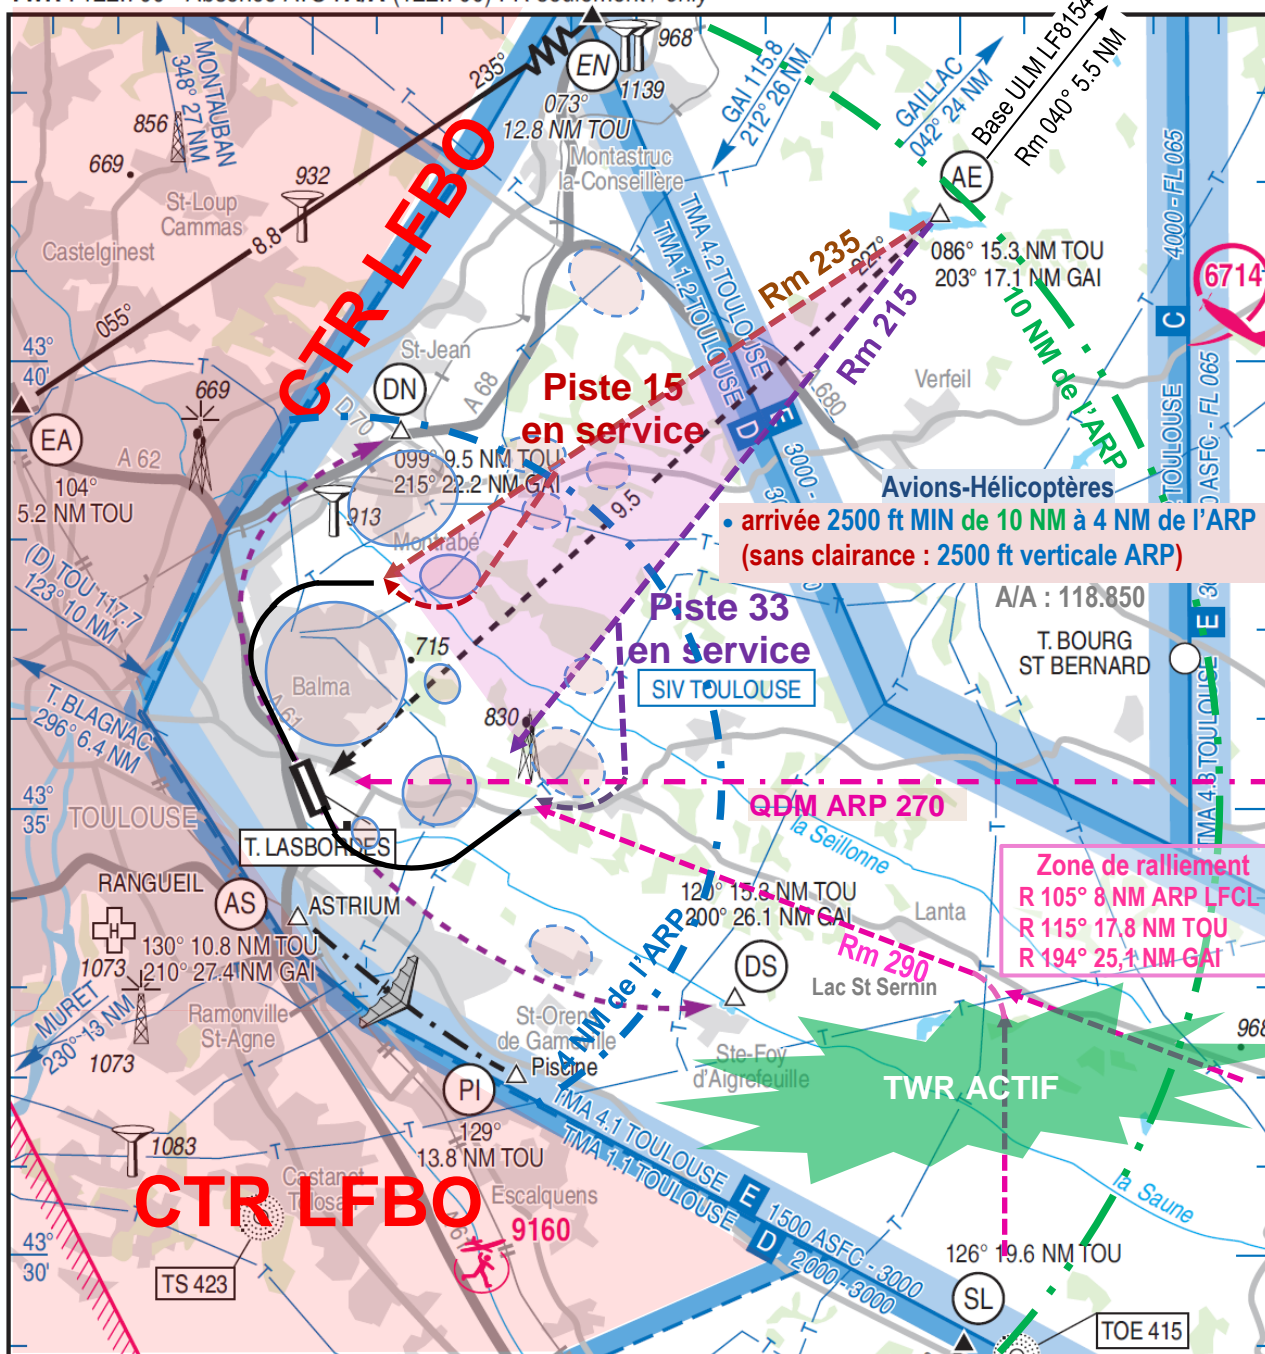 968
EN
1139
235°
073°
12.8 NM TOU
MONTAUBAN
348° 27 NM
856
669
932
St-Loup
Cammas
Castelginest
8.8
055°
CTR LFBO
Montastruc
la-Conseillère
GAI 115.8
212° 26 NM
GAILLAC
042° 24 NM
Base ULM LF8154
Rm 040° 5.5 NM
AE
086° 15.3 NM TOU
203° 17.1 NM GAI
227°
Rm 235
Rm 215
TMA 4.2 TOULOUSE
TMA 1.2 TOULOUSE
4000 - FL 065
C
6714
10 NM de l'ARP
43°
40'
EA
104°
5.2 NM TOU
669
A 62
St-Jean
DN
D 70
A 68
099° 9.5 NM TOU
215° 22.2 NM GAI
913
Montrabé
Piste 15
en service
9.5
D
E
A 680
Verfeil
Avions-Hélicoptères
• arrivée 2500 ft MIN de 10 NM à 4 NM de l'ARP
(sans clairance : 2500 ft verticale ARP)
A/A : 118.850
T. BOURG
ST BERNARD
E
TMA 4.3 TOULOUSE
(D) TOU 117.7
123° 10 NM
T. BLAGNAC
296° 6.4 NM
Balma
A 61
715
830
Piste 33
en service
SIV TOULOUSE
43°
35'
TOULOUSE
T. LASBORDES
QDM ARP 270
la Seillonne
RANGUEIL
AS
ASTRIUM
130° 10.8 NM TOU
210° 27.4 NM GAI
H
1073
1073
MURET
230° 13 NM
Ramonville
St-Agne
120° 15.3 NM TOU
200° 26.1 NM GAI
DS
Rm 290
Lanta
Lac St Sernin
Zone de ralliement
R 105° 8 NM ARP LFCL
R 115° 17.8 NM TOU
R 194° 25,1 NM GAI
4 NM de l'ARP
St-Orens
de Gameville
Piscine
Ste-Foy
d'Aigrefeuille
TWR ACTIF
968
PI
129°
13.8 NM TOU
1083
Castanet
Tolosan
CTR LFBO
Escalquens
9160
TMA 4.1 TOULOUSE
E
1500 ASFC - 3000
TMA 1.1 TOULOUSE
D
2000 - 3000
la Saune
43°
30'
TS 423
126° 19.6 NM TOU
SL
TOE 415